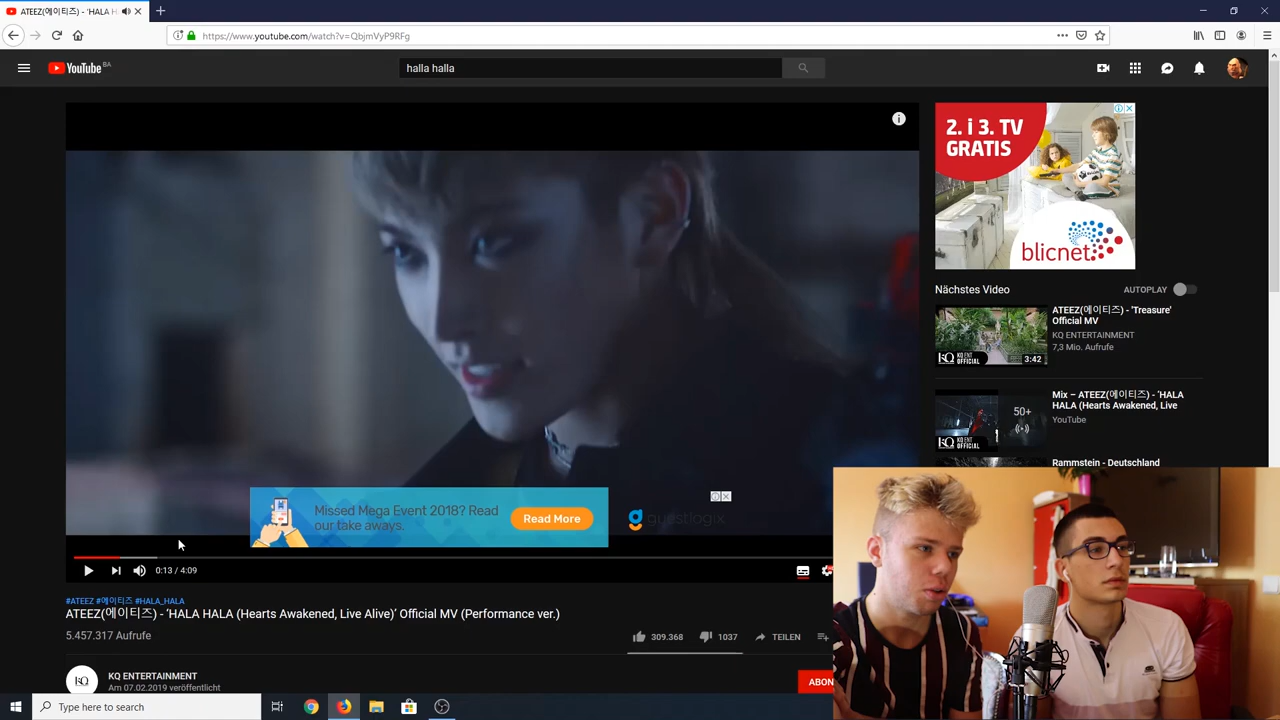 ATEEZ(에이티즈) - ‘HALA H
https://www.youtube.com/watch?v=QbjmVyP9RFg
YouTube BA
halla halla
2. i 3. TV
GRATIS
blicnet
Nächstes Video
AUTOPLAY
ATEEZ(에이티즈) - 'Treasure'
Official MV
KQ ENTERTAINMENT
7,3 Mio. Aufrufe
KQ ENT OFFICIAL
3:42
Mix – ATEEZ(에이티즈) - ‘HALA
HALA (Hearts Awakened, Live
YouTube
50+
Rammstein - Deutschland
Missed Mega Event 2018? Read
our take aways.
Read More
guestlogix
0:13 / 4:09
#ATEEZ #에이티즈 #HALA_HALA
ATEEZ(에이티즈) - ‘HALA HALA (Hearts Awakened, Live Alive)’ Official MV (Performance ver.)
5.457.317 Aufrufe
309.368
1037
TEILEN
KQ ENTERTAINMENT
Am 07.02.2019 veröffentlicht
ABON
Type here to search